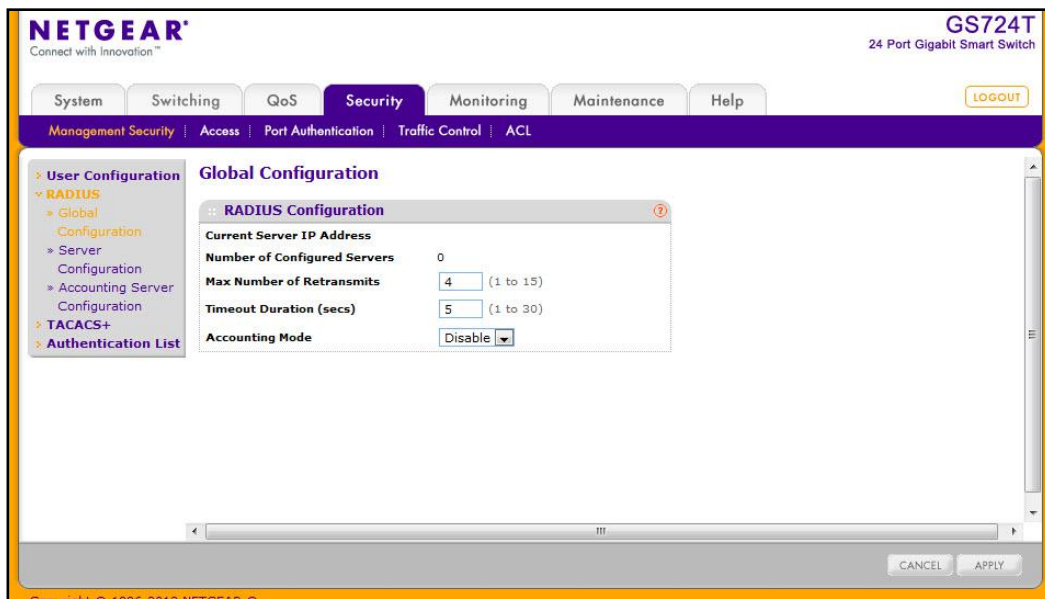 NETGEAR®
Connect with Innovation™
GS724T
24 Port Gigabit Smart Switch
System Switching QoS Security Monitoring Maintenance Help
LOGOUT
Management Security | Access | Port Authentication | Traffic Control | ACL
User Configuration
RADIUS
» Global
Configuration
» Server
Configuration
» Accounting Server
Configuration
TACACS+
Authentication List
Global Configuration
RADIUS Configuration
?
Current Server IP Address
Number of Configured Servers 0
Max Number of Retransmits 4 (1 to 15)
Timeout Duration (secs) 5 (1 to 30)
Accounting Mode Disable
CANCEL APPLY